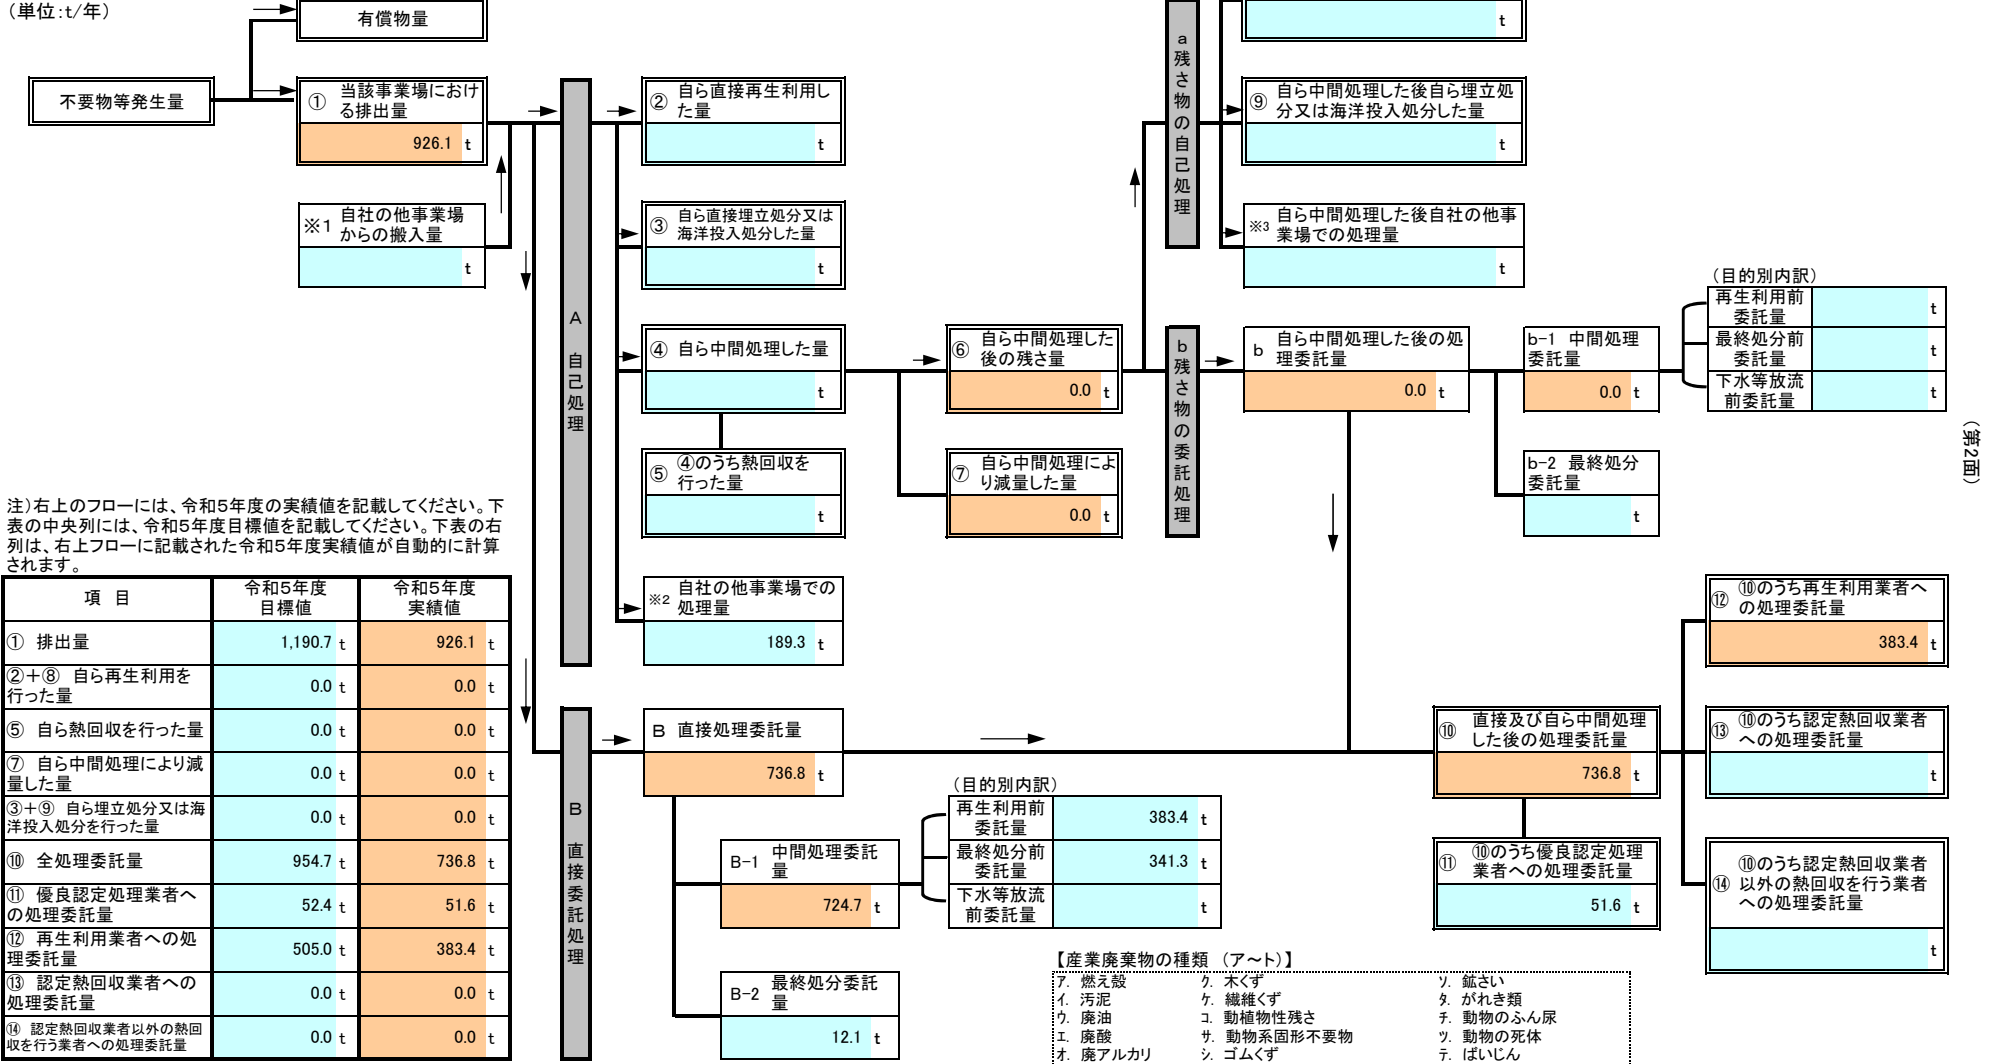 （単位:t/年）
有償物量
不要物等発生量
① 当該事業場におけ
る排出量
926.1 t
※1 自社の他事業場
からの搬入量
t
A 自己処理
② 自ら直接再生利用し
た量
t
③ 自ら直接埋立処分又は
海洋投入処分した量
t
④ 自ら中間処理した量
t
⑤ ④のうち熱回収を
行った量
t
※2 自社の他事業場での
処理量
189.3 t
⑥ 自ら中間処理した
後の残さ量
0.0 t
⑦ 自ら中間処理によ
り減量した量
0.0 t
a 残さ物の自己処理
t
⑨ 自ら中間処理した後自ら埋立処
分又は海洋投入処分した量
t
※3 自ら中間処理した後自社の他事
業場での処理量
t
b 残さ物の委託処理
b 自ら中間処理した後の処
理委託量
0.0 t
b-1 中間処理
委託量
0.0 t
b-2 最終処分
委託量
t
（目的別内訳）
再生利用前
委託量
t
最終処分前
委託量
t
下水等放流
前委託量
t
（第2面）
注）右上のフローには、令和5年度の実績値を記載してください。下
表の中央列には、令和5年度目標値を記載してください。下表の右
列は、右上フローに記載された令和5年度実績値が自動的に計算
されます。
項 目 令和5年度 令和5年度
目標値 実績値
① 排出量 1,190.7 t 926.1 t
②＋⑧ 自ら再生利用を
行った量 0.0 t 0.0 t
⑤ 自ら熱回収を行った量 0.0 t 0.0 t
⑦ 自ら中間処理により減
量した量 0.0 t 0.0 t
③＋⑨ 自ら埋立処分又は海
洋投入処分を行った量 0.0 t 0.0 t
⑩ 全処理委託量 954.7 t 736.8 t
⑪ 優良認定処理業者へ
の処理委託量 52.4 t 51.6 t
⑫ 再生利用業者への処
理委託量 505.0 t 383.4 t
⑬ 認定熱回収業者への
処理委託量 0.0 t 0.0 t
⑭ 認定熱回収業者以外の熱回
収を行う業者への処理委託量 0.0 t 0.0 t
B 直接委託処理
B 直接処理委託量
736.8 t
B-1 中間処理委託
量
724.7 t
B-2 最終処分委託
量
12.1 t
（目的別内訳）
再生利用前
委託量
383.4 t
最終処分前
委託量
341.3 t
下水等放流
前委託量
t
⑩ 直接及び自ら中間処理
した後の処理委託量
736.8 t
⑪ ⑩のうち優良認定処理
業者への処理委託量
51.6 t
⑫ ⑩のうち再生利用業者へ
の処理委託量
383.4 t
⑬ ⑩のうち認定熱回収業者
への処理委託量
t
⑭ ⑩のうち認定熱回収業者
以外の熱回収を行う業者
への処理委託量
t
【産業廃棄物の種類 （ア～ト）】
ア. 燃え殻 ク. 木くず ソ. 鉱さい
イ. 汚泥 ケ. 繊維くず タ. がれき類
ウ. 廃油 コ. 動植物性残さ チ. 動物のふん尿
エ. 廃酸 サ. 動物系固形不要物 ツ. 動物の死体
オ. 廃アルカリ シ. ゴムくず テ. ばいじん